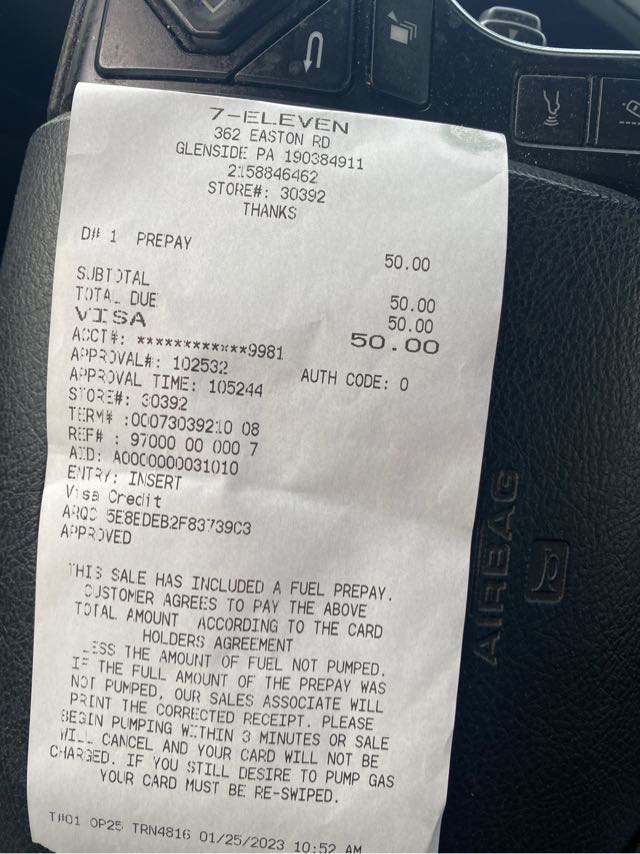 7-ELEVEN
362 EASTON RD
GLENSIDE PA 190384911
2158846462
STORE#: 30392
THANKS
D# 1 PREPAY 50.00
SUBTOTAL 50.00
TOTAL DUE 50.00
VISA 50.00
ACCT#: ************9981
APPROVAL#: 102532 AUTH CODE: 0
APPROVAL TIME: 105244
STORE#: 30392
TERM# :00073039210 08
REF# : 97000 00 000 7
AID: A0000000031010
ENTRY: INSERT
Visa Credit
ARQC 5E8EDEB2F83739C3
APPROVED
THIS SALE HAS INCLUDED A FUEL PREPAY.
CUSTOMER AGREES TO PAY THE ABOVE
TOTAL AMOUNT ACCORDING TO THE CARD
HOLDERS AGREEMENT
LESS THE AMOUNT OF FUEL NOT PUMPED.
IF THE FULL AMOUNT OF THE PREPAY WAS
NOT PUMPED, OUR SALES ASSOCIATE WILL
PRINT THE CORRECTED RECEIPT. PLEASE
BEGIN PUMPING WITHIN 3 MINUTES OR SALE
WILL CANCEL AND YOUR CARD WILL NOT BE
CHARGED. IF YOU STILL DESIRE TO PUMP GAS
YOUR CARD MUST BE RE-SWIPED.
T#01 OP25 TRN4816 01/25/2023 10:52 AM
AIRBAG